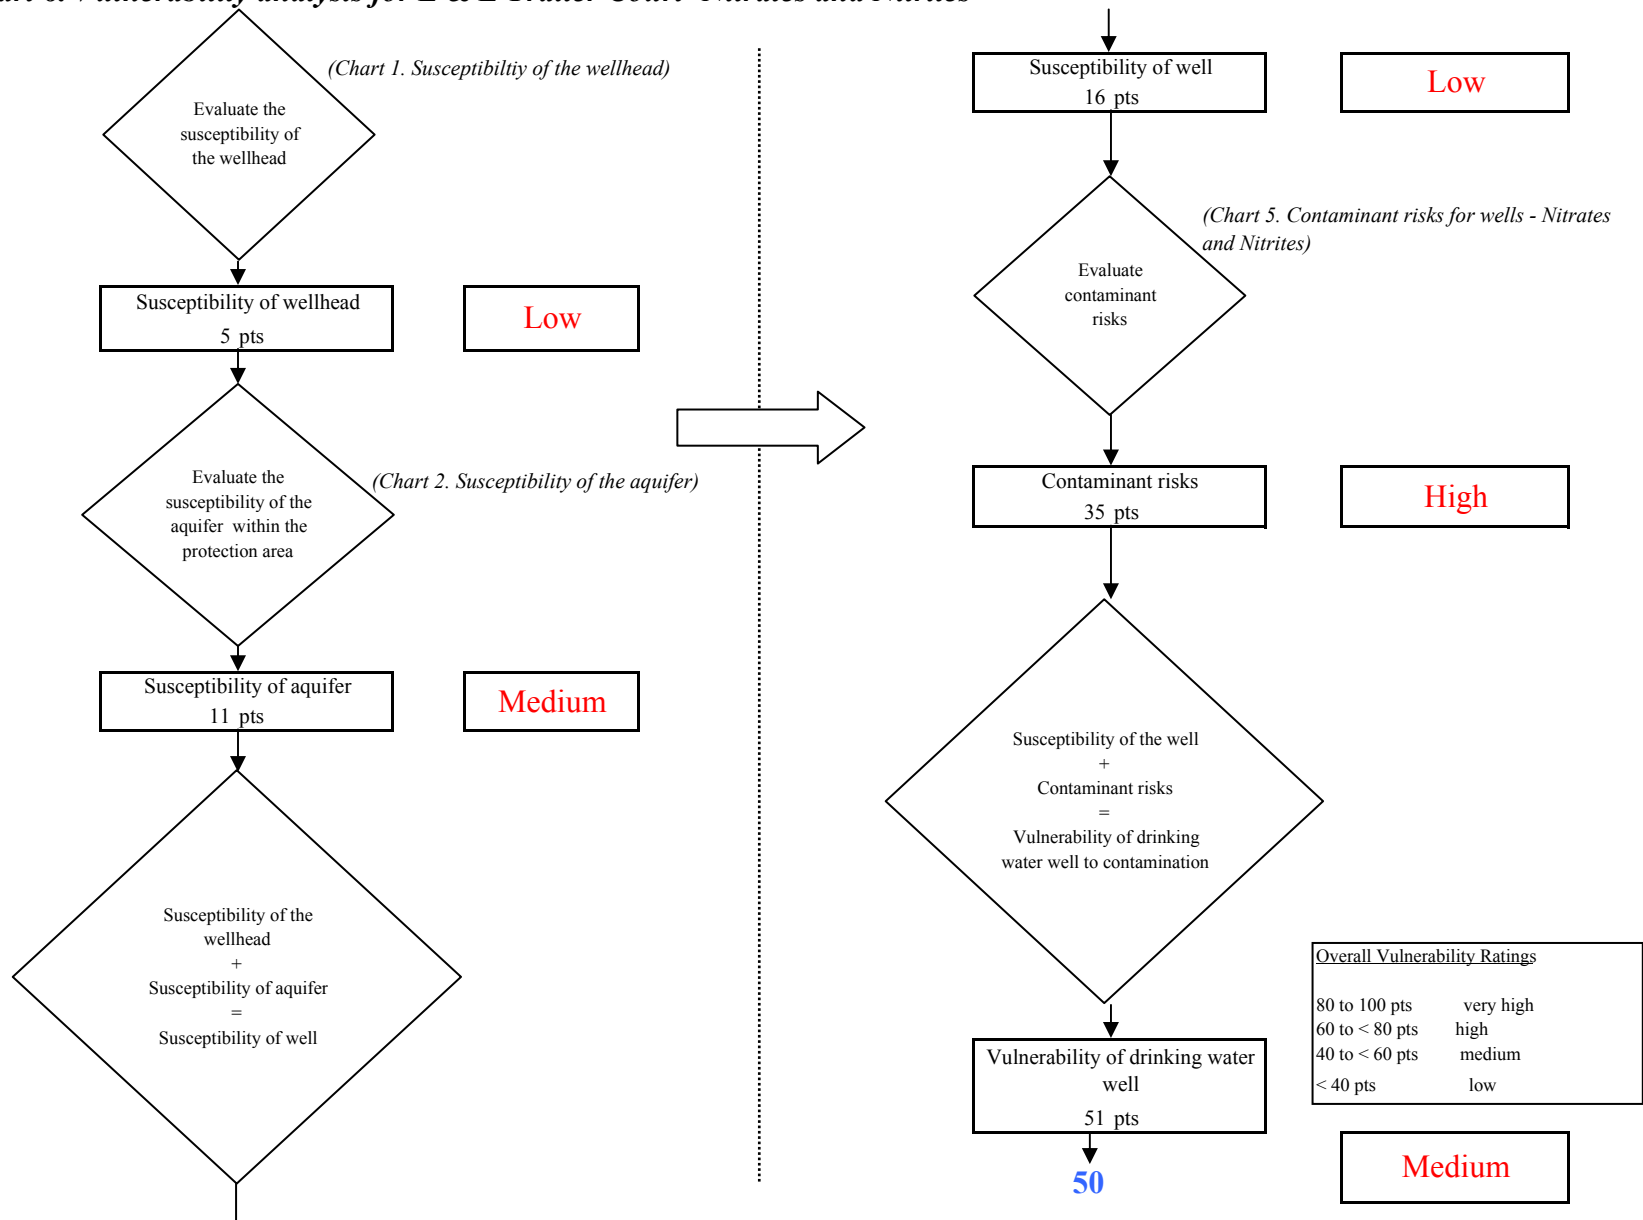 (Chart 1. Susceptibiltiy of the wellhead)
Evaluate the
susceptibility of
the wellhead
Susceptibility of wellhead
5 pts
Low
Evaluate the
susceptibility of the
aquifer within the
protection area
(Chart 2. Susceptibility of the aquifer)
Susceptibility of aquifer
11 pts
Medium
Susceptibility of the
wellhead
+
Susceptibility of aquifer
=
Susceptibility of well
Susceptibility of well
16 pts
Low
(Chart 5. Contaminant risks for wells - Nitrates
and Nitrites)
Evaluate
contaminant
risks
Contaminant risks
35 pts
High
Susceptibility of the well
+
Contaminant risks
=
Vulnerability of drinking
water well to contamination
Overall Vulnerability Ratings
80 to 100 pts very high
60 to < 80 pts high
40 to < 60 pts medium
< 40 pts low
Vulnerability of drinking water
well
51 pts
50
Medium